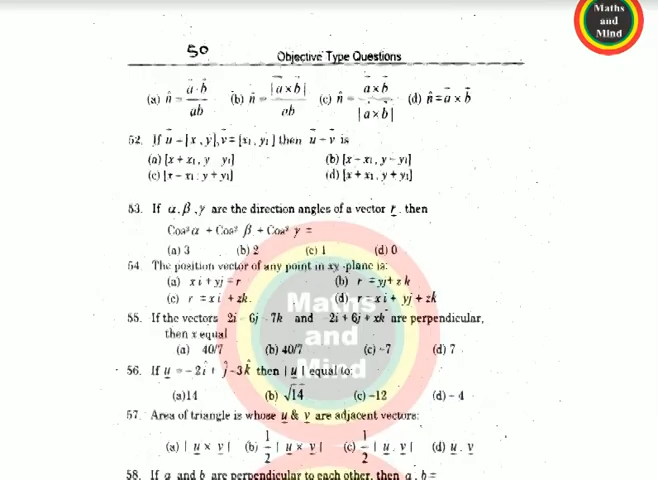 Maths
and
Mind
50
Objective Type Questions
(a) n̂ = a⃗·b⃗/ab (b) n̂ = |a⃗×b⃗|/ab (c) n̂ = a⃗×b⃗/|a⃗×b⃗| (d) n̂ = a⃗×b⃗
52. If u⃗ = [x, y], v⃗ = [x₁, y₁] then u⃗ − v⃗ is
(a) [x + x₁, y y₁] (b) [x − x₁, y − y₁]
(c) [x − x₁ : y + y₁] (d) [x + x₁, y + y₁]
53. If α, β, γ are the direction angles of a vector r. then
Cos²α + Cos²β + Cos²γ =
(a) 3 (b) 2 (c) 1 (d) 0
54. The position vector of any point in xy-plane is:
(a) xi + yj = r (b) r = yj + zk
(c) r = xi + zk. (d) r = xi + yj + zk
55. If the vectors 2i − 6j − 7k and 2i + 6j + xk are perpendicular,
then x equal
(a) 40/7 (b) 40/7 (c) −7 (d) 7
56. If u = −2î + ĵ − 3k̂ then |u| equal to:
(a) 14 (b) √14 (c) −12 (d) − 4
57. Area of triangle is whose u & v are adjacent vectors:
(a) |u × v| (b) 1/2 |u × v| (c) 1/2 |u . v| (d) u . v
58. If a and b are perpendicular to each other, then a . b =
Maths
and
Mind